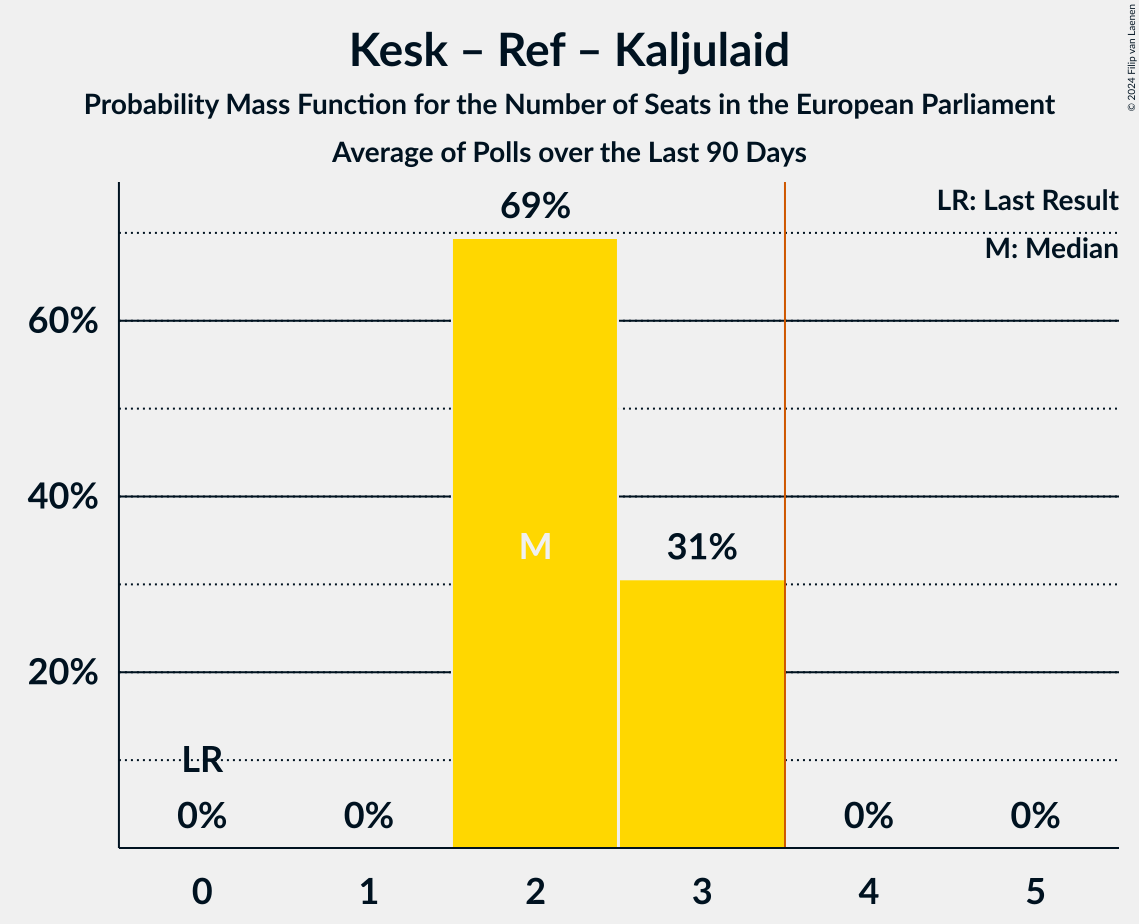 Kesk – Ref – Kaljulaid
Probability Mass Function for the Number of Seats in the European Parliament
Average of Polls over the Last 90 Days
© 2024 Filip van Laenen
LR: Last Result
M: Median
69%
60%
40%
M
31%
20%
LR
0%
0%
0%
0%
0
1
2
3
4
5